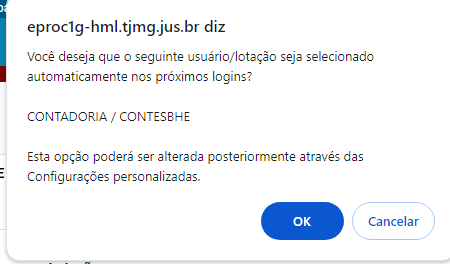 eproc1g-hml.tjmg.jus.br diz
Você deseja que o seguinte usuário/lotação seja selecionado
automaticamente nos próximos logins?
CONTADORIA / CONTESBHE
Esta opção poderá ser alterada posteriormente através das
Configurações personalizadas.
OK
Cancelar